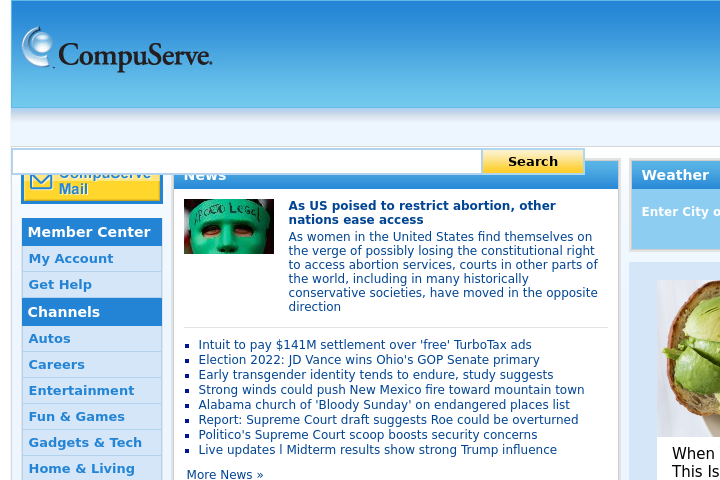 CompuServe.
Search
CompuServe
Mail
News
Weather
Enter City o
Member Center
My Account
Get Help
Channels
Autos
Careers
Entertainment
Fun & Games
Gadgets & Tech
Home & Living
ABORTO LEGAL
As US poised to restrict abortion, other
nations ease access
As women in the United States find themselves on
the verge of possibly losing the constitutional right
to access abortion services, courts in other parts of
the world, including in many historically
conservative societies, have moved in the opposite
direction
Intuit to pay $141M settlement over 'free' TurboTax ads
Election 2022: JD Vance wins Ohio's GOP Senate primary
Early transgender identity tends to endure, study suggests
Strong winds could push New Mexico fire toward mountain town
Alabama church of 'Bloody Sunday' on endangered places list
Report: Supreme Court draft suggests Roe could be overturned
Politico's Supreme Court scoop boosts security concerns
Live updates l Midterm results show strong Trump influence
More News »
When
This Is